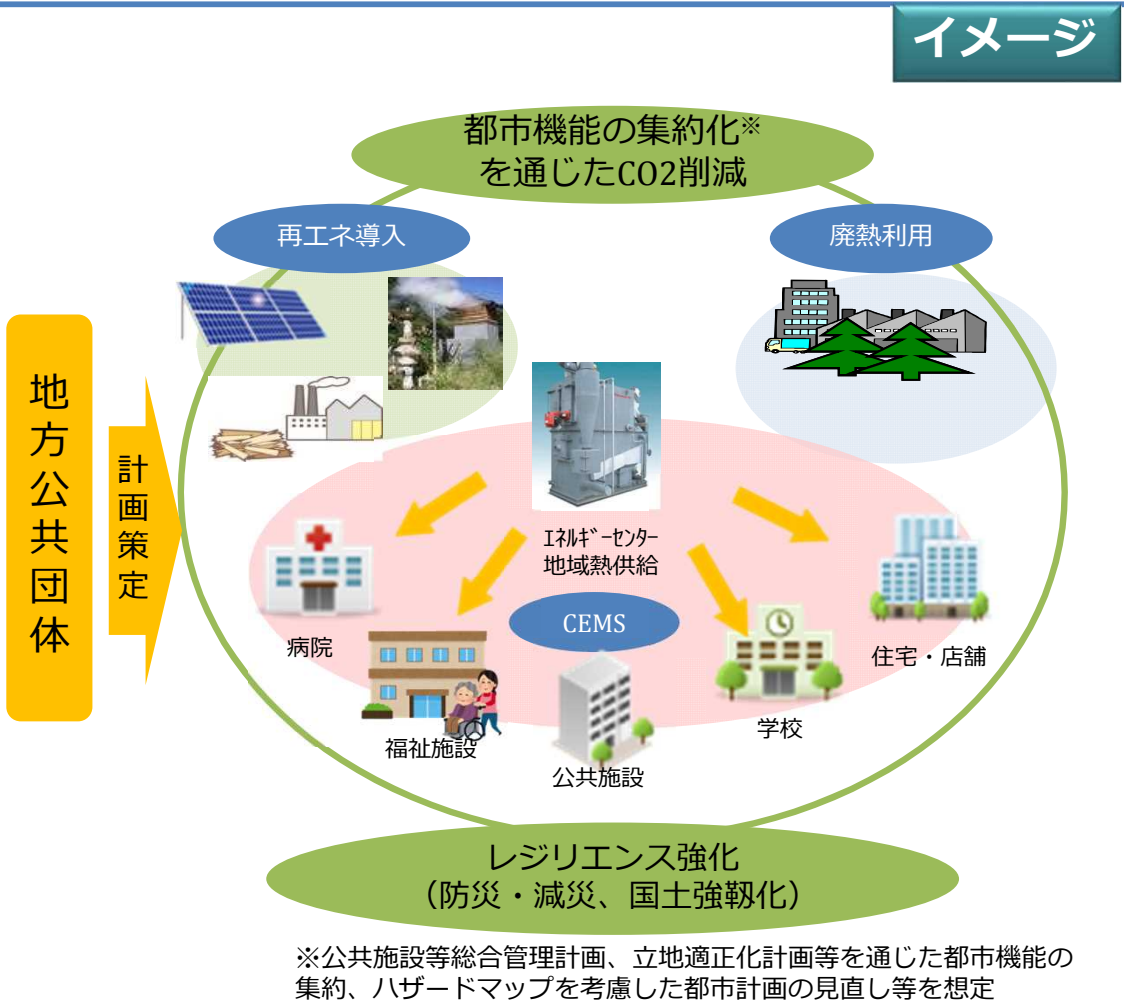 イメージ
都市機能の集約化※
を通じたCO2削減
再エネ導入
廃熱利用
地方公共団体
計画策定
ｴﾈﾙｷﾞｰｾﾝﾀｰ
地域熱供給
CEMS
病院
住宅・店舗
福祉施設
学校
公共施設
レジリエンス強化
（防災・減災、国土強靱化）
※公共施設等総合管理計画、立地適正化計画等を通じた都市機能の
集約、ハザードマップを考慮した都市計画の見直し等を想定